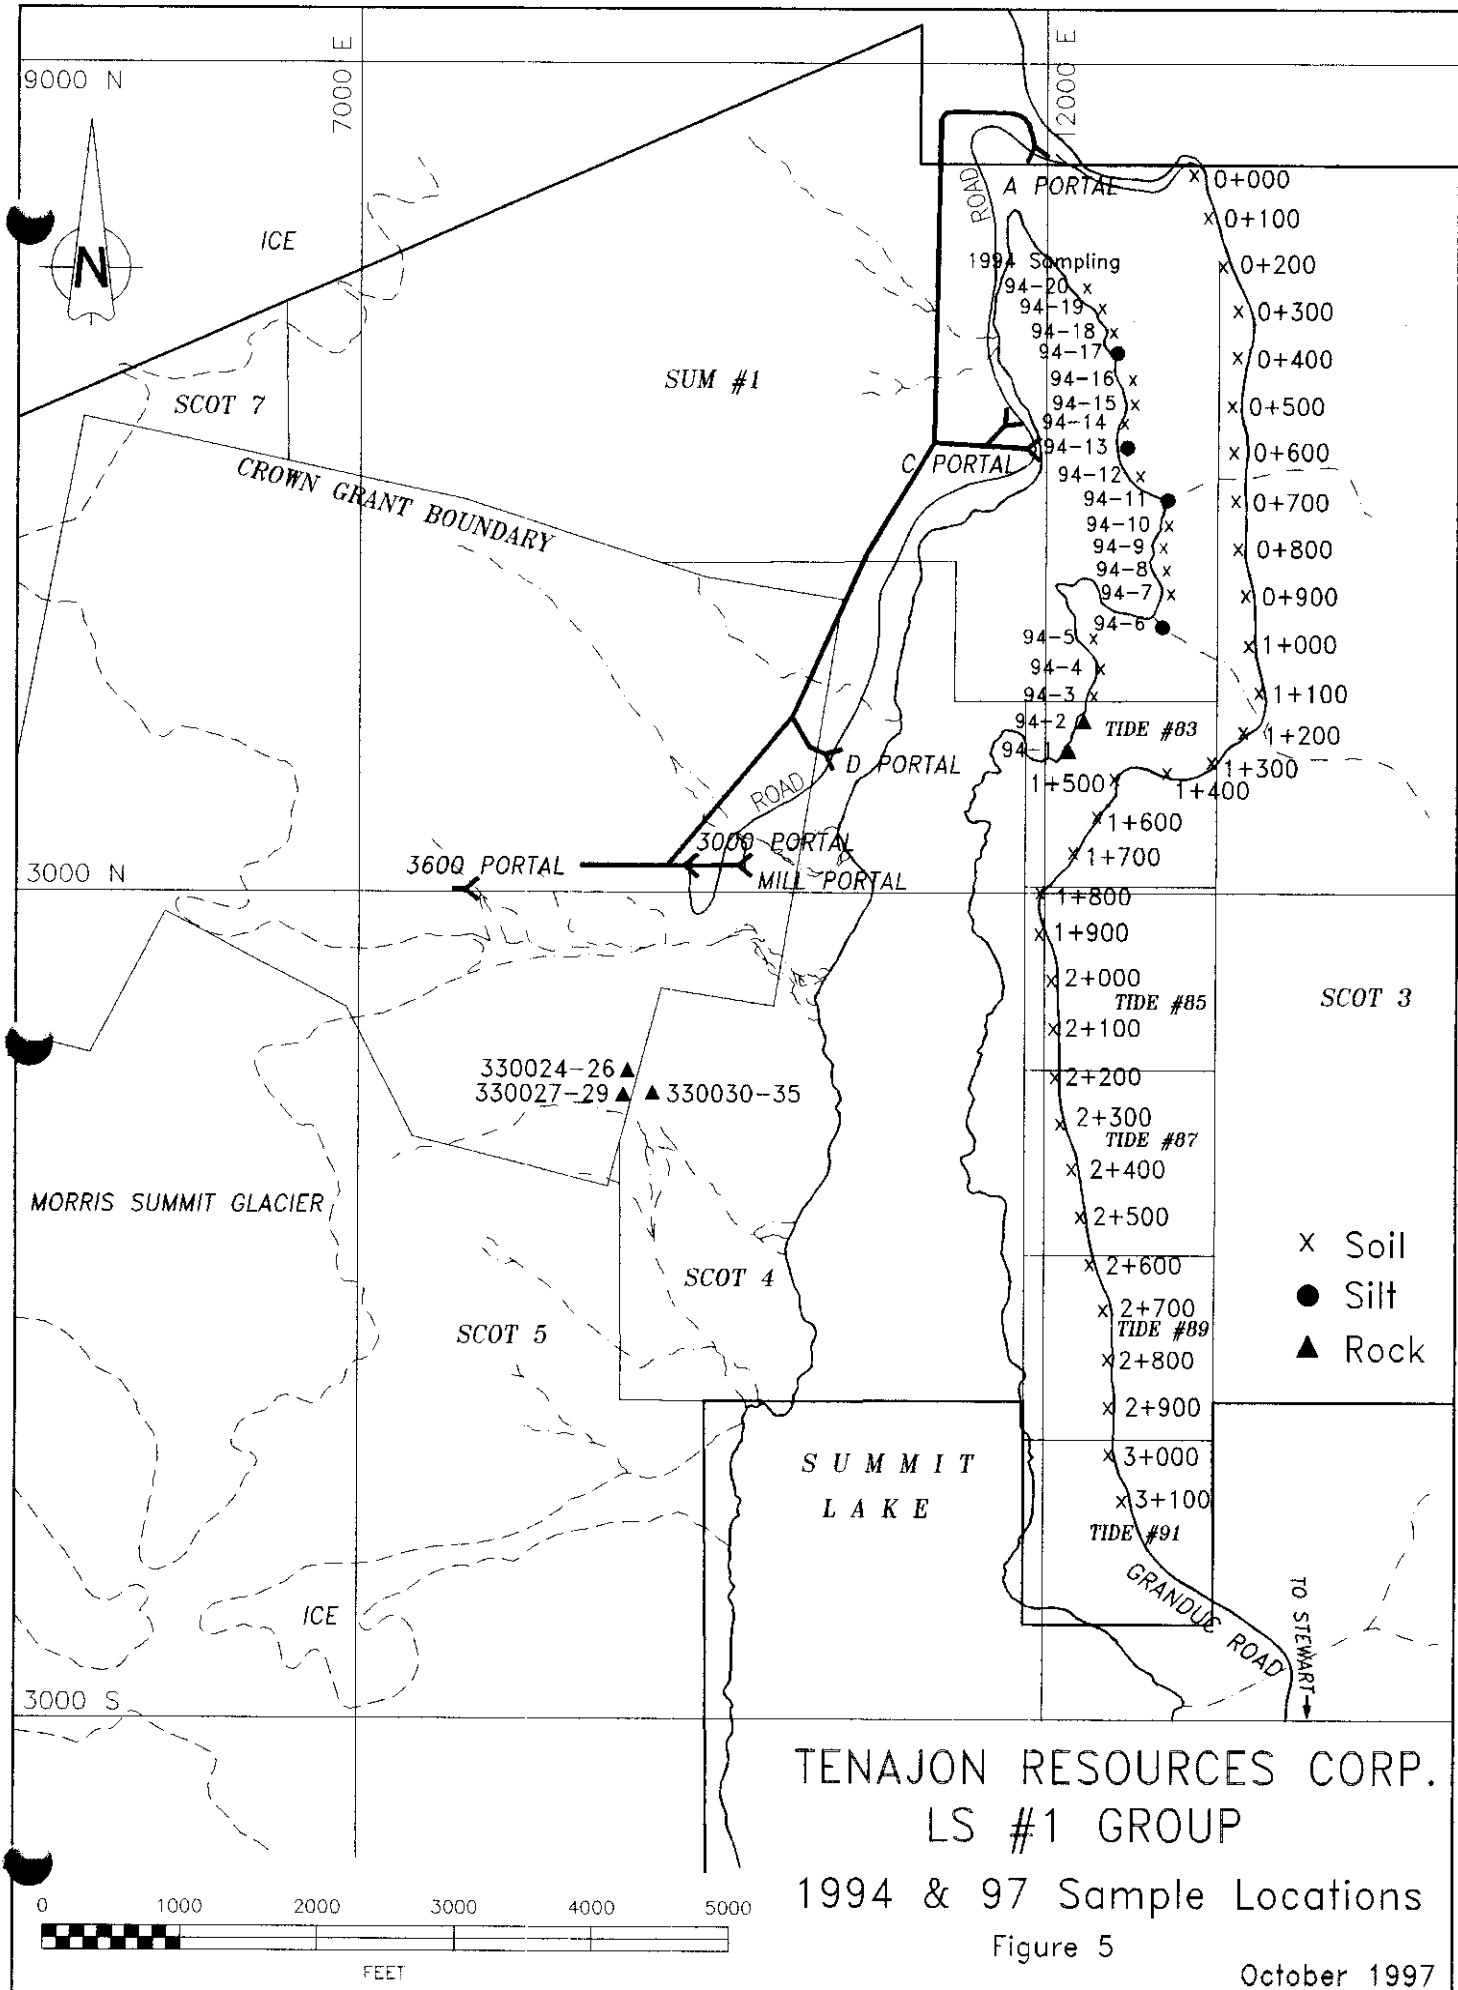 9000 N
7000 E
12000 E
N
ICE
ROAD
A PORTAL
0+000
0+100
1994 Sampling
0+200
94-20
94-19
0+300
94-18
94-17
0+400
SUM #1
94-16
SCOT 7
94-15
0+500
94-14
94-13
0+600
C PORTAL
94-12
CROWN GRANT BOUNDARY
94-11
0+700
94-10
94-9
0+800
94-8
94-7
0+900
94-6
94-5
1+000
94-4
94-3
1+100
94-2
TIDE #83
1+200
94-1
D PORTAL
1+300
1+500
1+400
ROAD
1+600
3000 PORTAL
1+700
3600 PORTAL
MILL PORTAL
3000 N
1+800
1+900
2+000
TIDE #85
SCOT 3
2+100
330024-26
2+200
330027-29
330030-35
2+300
TIDE #87
2+400
MORRIS SUMMIT GLACIER
2+500
x Soil
2+600
SCOT 4
● Silt
2+700
SCOT 5
TIDE #89
▲ Rock
2+800
2+900
SUMMIT
3+000
LAKE
3+100
TIDE #91
GRANDUC ROAD
TO STEWART
ICE
3000 S
TENAJON RESOURCES CORP.
LS #1 GROUP
1994 & 97 Sample Locations
Figure 5
October 1997
0 1000 2000 3000 4000 5000
FEET